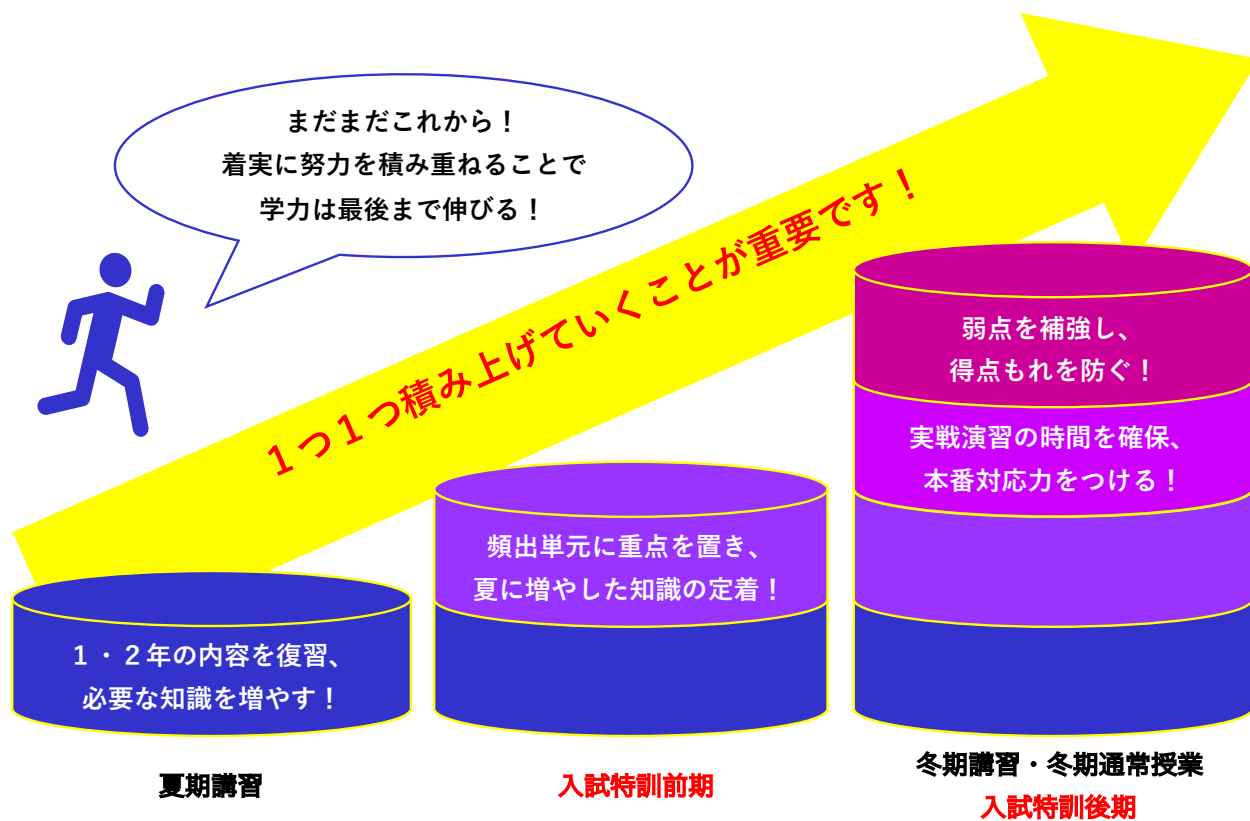 まだまだこれから！
着実に努力を積み重ねることで
学力は最後まで伸びる！
１つ１つ積み上げていくことが重要です！
弱点を補強し、
得点もれを防ぐ！
実戦演習の時間を確保、
本番対応力をつける！
頻出単元に重点を置き、
夏に増やした知識の定着！
１・２年の内容を復習、
必要な知識を増やす！
夏期講習
入試特訓前期
冬期講習・冬期通常授業
入試特訓後期